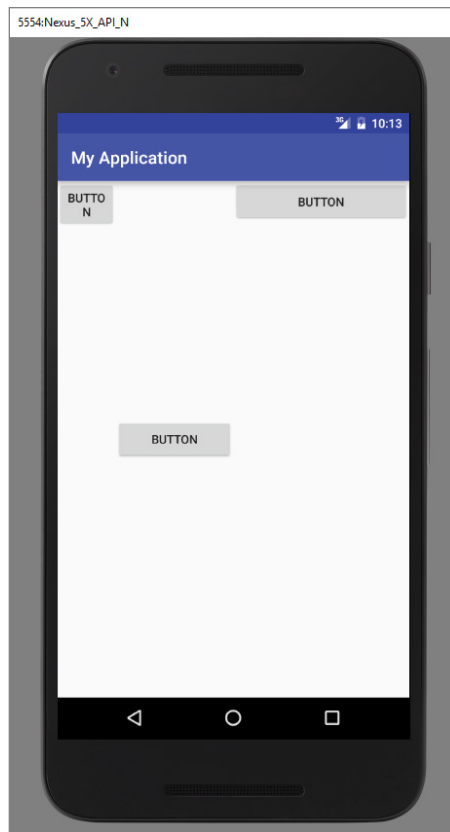 5554:Nexus_5X_API_N
3G 10:13
My Application
BUTTO
N
BUTTON
BUTTON